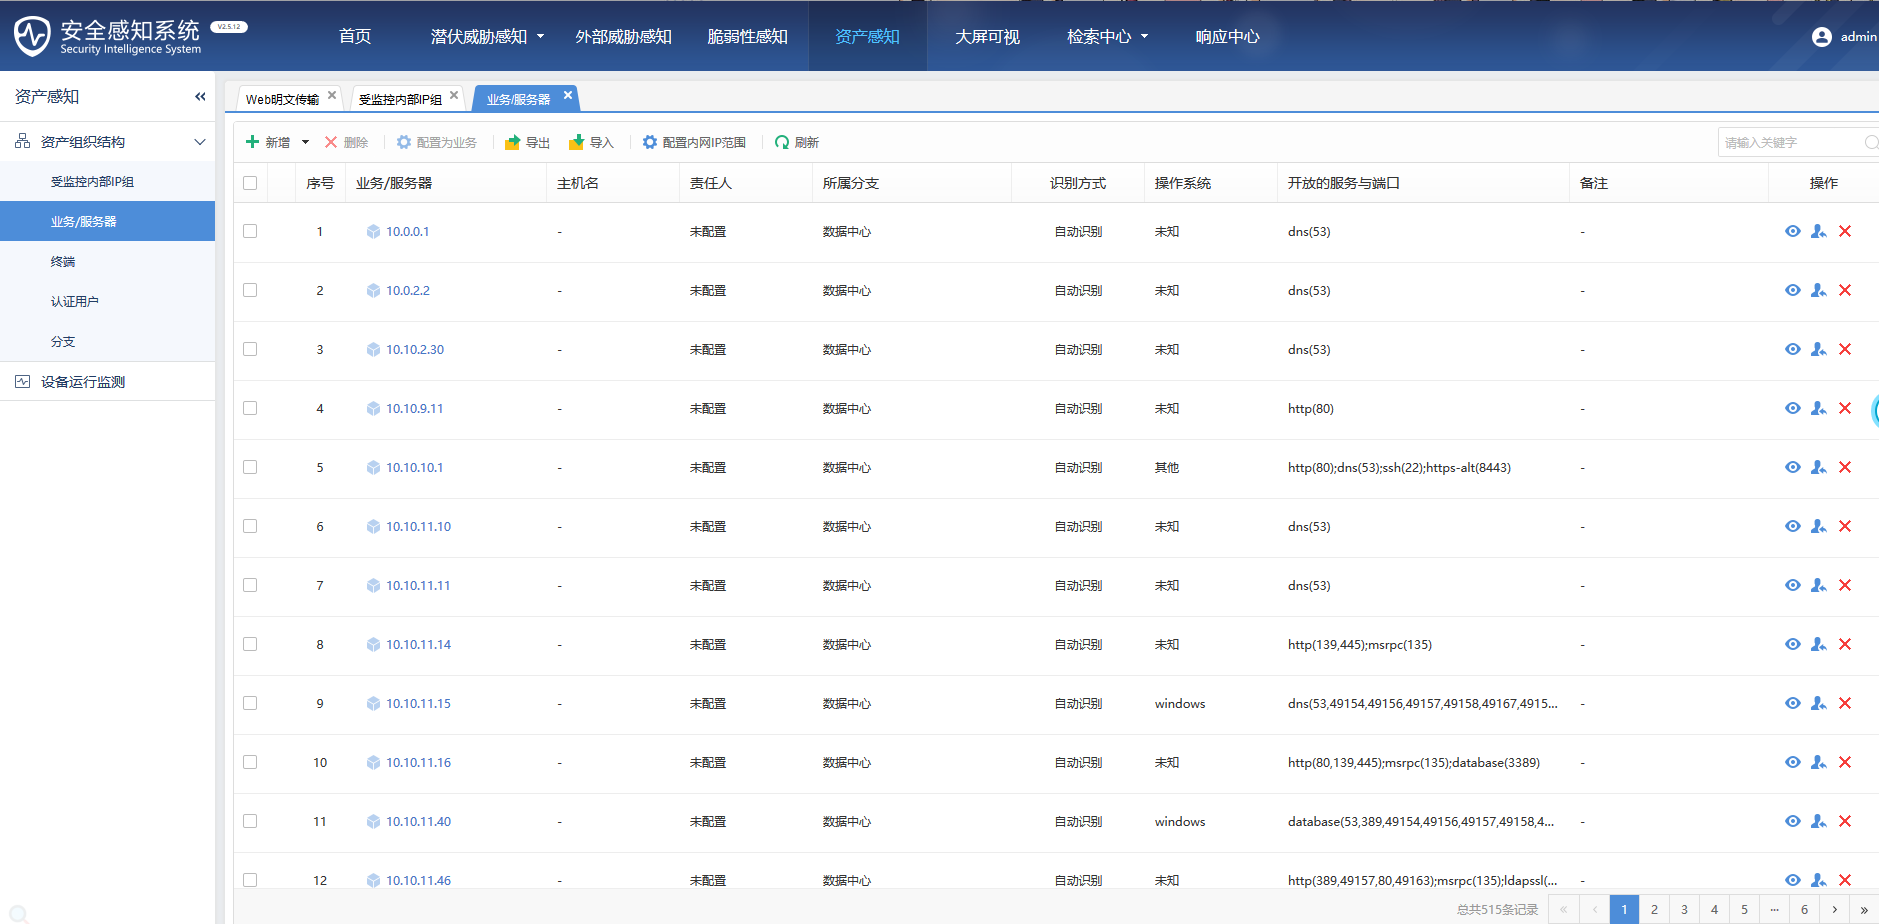 安全感知系统 V2.5.12
Security Intelligence System
首页 潜伏威胁感知 外部威胁感知 脆弱性感知 资产感知 大屏可视 检索中心 响应中心 admin
资产感知 «
资产组织结构
受监控内部IP组
业务/服务器
终端
认证用户
分支
设备运行监测
Web明文传输 × 受监控内部IP组 × 业务/服务器 ×
新增 删除 配置为业务 导出 导入 配置内网IP范围 刷新 请输入关键字
序号 业务/服务器 主机名 责任人 所属分支 识别方式 操作系统 开放的服务与端口 备注 操作
1 10.0.0.1 - 未配置 数据中心 自动识别 未知 dns(53) -
2 10.0.2.2 - 未配置 数据中心 自动识别 未知 dns(53) -
3 10.10.2.30 - 未配置 数据中心 自动识别 未知 dns(53) -
4 10.10.9.11 - 未配置 数据中心 自动识别 未知 http(80) -
5 10.10.10.1 - 未配置 数据中心 自动识别 其他 http(80);dns(53);ssh(22);https-alt(8443) -
6 10.10.11.10 - 未配置 数据中心 自动识别 未知 dns(53) -
7 10.10.11.11 - 未配置 数据中心 自动识别 未知 dns(53) -
8 10.10.11.14 - 未配置 数据中心 自动识别 未知 http(139,445);msrpc(135) -
9 10.10.11.15 - 未配置 数据中心 自动识别 windows dns(53,49154,49156,49157,49158,49167,4915... -
10 10.10.11.16 - 未配置 数据中心 自动识别 未知 http(80,139,445);msrpc(135);database(3389) -
11 10.10.11.40 - 未配置 数据中心 自动识别 windows database(53,389,49154,49156,49157,49158,4... -
12 10.10.11.46 - 未配置 数据中心 自动识别 未知 http(389,49157,80,49163);msrpc(135);ldapssl(... -
总共515条记录 « ‹ 1 2 3 4 5 ... 6 › »